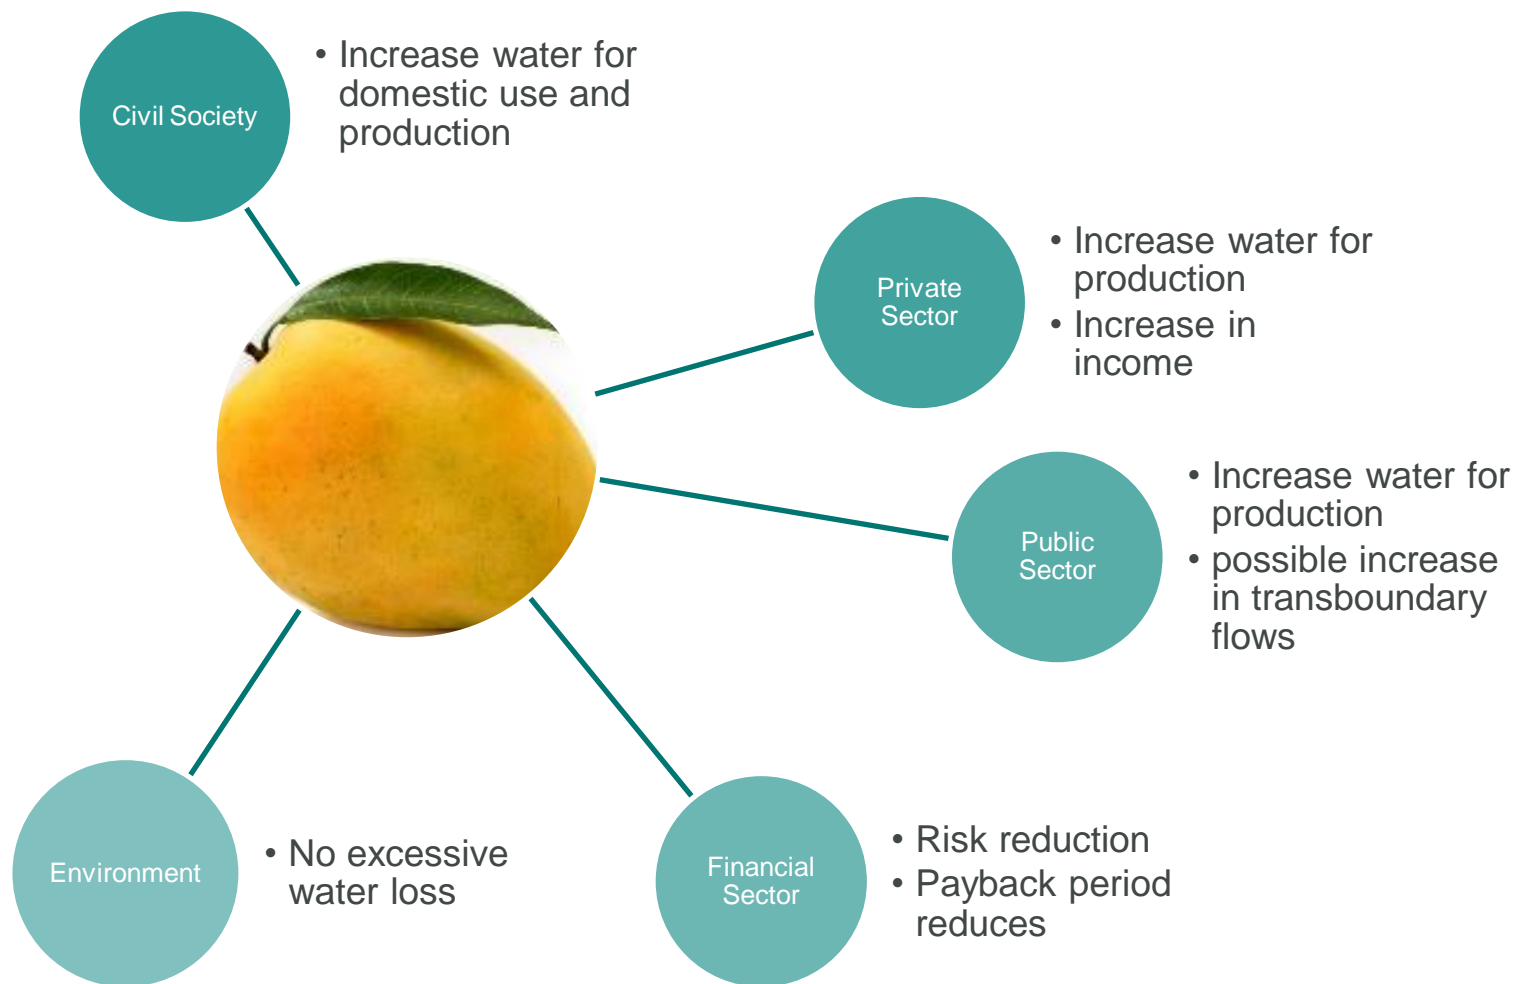 Civil Society
• Increase water for
domestic use and
production
Private
Sector
• Increase water for
production
• Increase in
income
Public
Sector
• Increase water for
production
• possible increase
in transboundary
flows
Financial
Sector
• Risk reduction
• Payback period
reduces
Environment
• No excessive
water loss